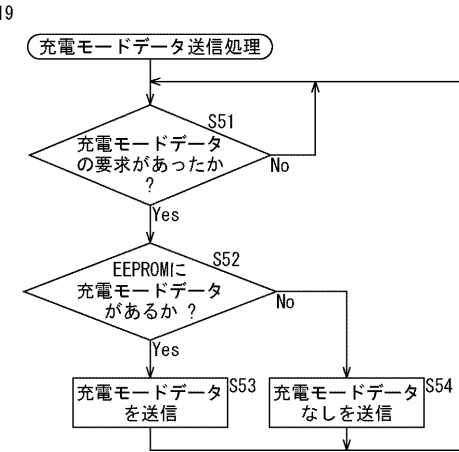 19
充電モードデータ送信処理
S51
充電モードデータ
の要求があったか
?
No
Yes
S52
EEPROMに
充電モードデータ
があるか ?
No
Yes
S53
充電モードデータ
を送信
S54
充電モードデータ
なしを送信